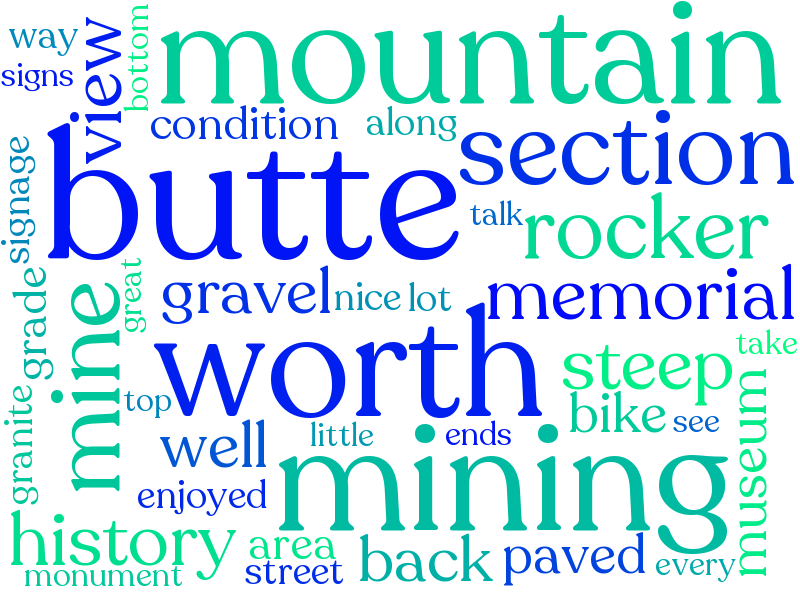 way
signs
view
bottom
mountain
condition
along
section
butte
talk
signage
rocker
grade
mine
great
gravel
nice
lot
memorial
worth
steep
take
granite
top
well
little
ends
bike
see
museum
enjoyed
mining
history
area
monument
street
back
paved
every